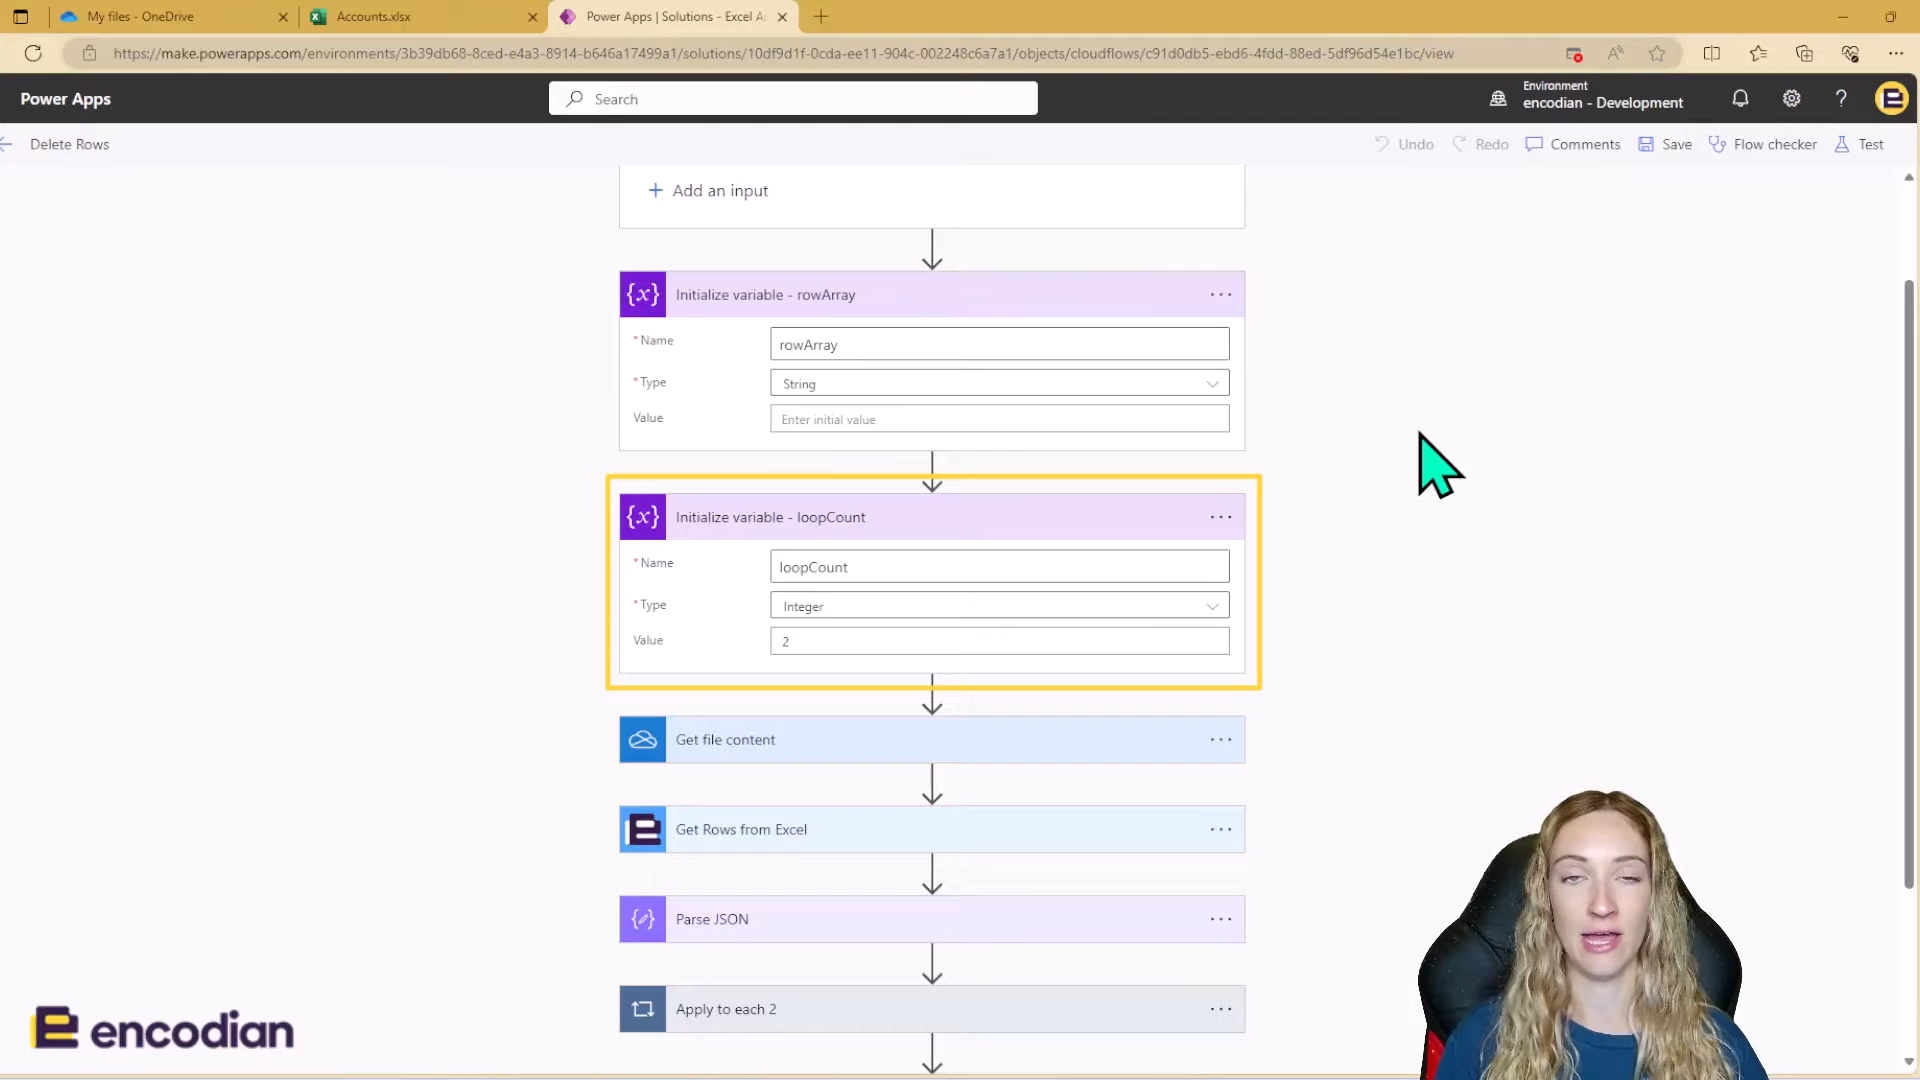 My files - OneDrive
Accounts.xlsx
Power Apps | Solutions - Excel A
https://make.powerapps.com/environments/3b39db68-8ced-e4a3-8914-b646a17499a1/solutions/10df9d1f-0cda-ee11-904c-002248c6a7a1/objects/cloudflows/c91d0db5-ebd6-4fdd-88ed-5df96d54e1bc/view
Power Apps
Search
Environment
encodian - Development
Delete Rows
Undo
Redo
Comments
Save
Flow checker
Test
Add an input
Initialize variable - rowArray
* Name
rowArray
* Type
String
Value
Enter initial value
Initialize variable - loopCount
* Name
loopCount
* Type
Integer
Value
2
Get file content
Get Rows from Excel
Parse JSON
Apply to each 2
encodian